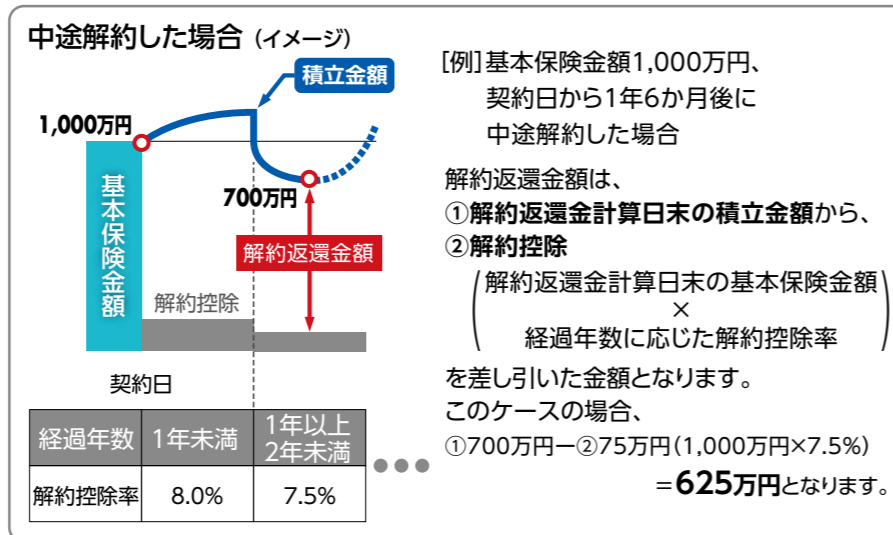 中途解約した場合 (イメージ)
積立金額
1,000万円
基本保険金額
700万円
解約返還金額
解約控除
契約日
経過年数 1年未満 1年以上2年未満
解約控除率 8.0% 7.5%
[例]基本保険金額1,000万円、
契約日から1年6か月後に
中途解約した場合
解約返還金額は、
①解約返還金計算日末の積立金額から、
②解約控除
(解約返還金計算日末の基本保険金額
×
経過年数に応じた解約控除率)
を差し引いた金額となります。
このケースの場合、
①700万円ー②75万円(1,000万円×7.5%)
=625万円となります。